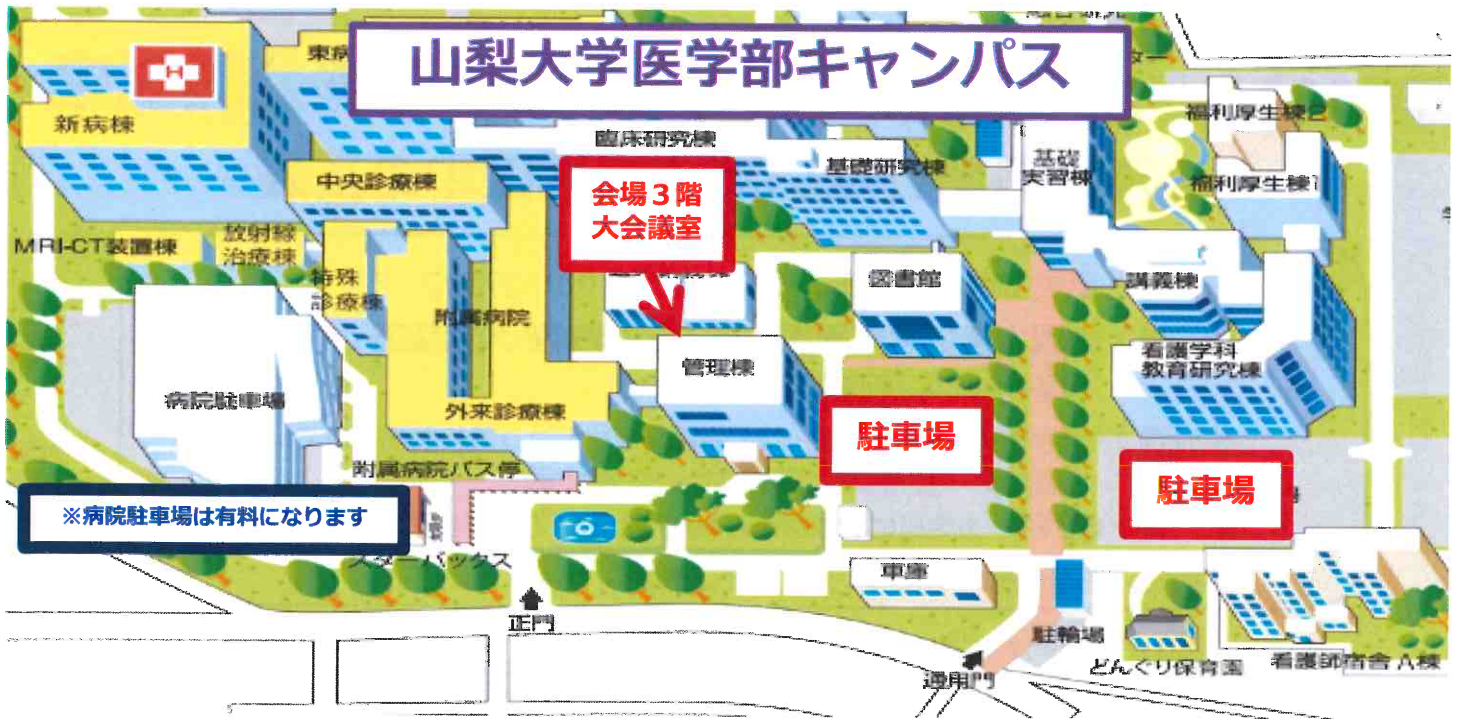 山梨大学医学部キャンパス
東病
新病棟
H
臨床研究棟
福利厚生棟2
中央診療棟
会場3階
大会議室
基礎研究棟
基礎
実習棟
福利厚生棟1
MRI-CT装置棟
放射線
治療棟
特殊
診療棟
附属病院
図書館
講義棟
管理棟
看護学科
教育研究棟
病院駐車場
外来診療棟
駐車場
駐車場
附属病院バス停
※病院駐車場は有料になります
スターバックス
車庫
正門
駐輪場
通用門
どんぐり保育園
看護師宿舎A棟